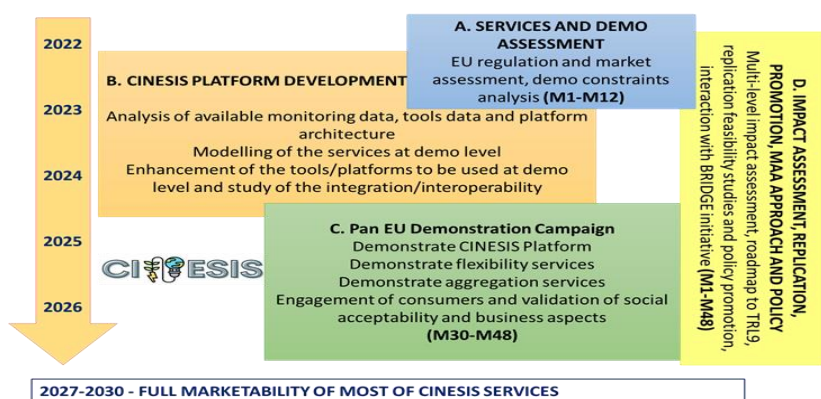 2022
2023
2024
2025
2026
A. SERVICES AND DEMO
ASSESSMENT
EU regulation and market
assessment, demo constraints
analysis (M1-M12)
B. CINESIS PLATFORM DEVELOPMENT
Analysis of available monitoring data, tools data and platform
architecture
Modelling of the services at demo level
Enhancement of the tools/platforms to be used at demo
level and study of the integration/interoperability
C. Pan EU Demonstration Campaign
Demonstrate CINESIS Platform
Demonstrate flexibility services
Demonstrate aggregation services
Engagement of consumers and validation of social
acceptability and business aspects
(M30-M48)
CINESIS
D. IMPACT ASSESSMENT, REPLICATION,
PROMOTION, MAA APPROACH AND POLICY
Multi-level impact assessment, roadmap to TRL9,
replication feasibility studies and policy promotion,
interaction with BRIDGE initiative (M1-M48)
2027-2030 - FULL MARKETABILITY OF MOST OF CINESIS SERVICES